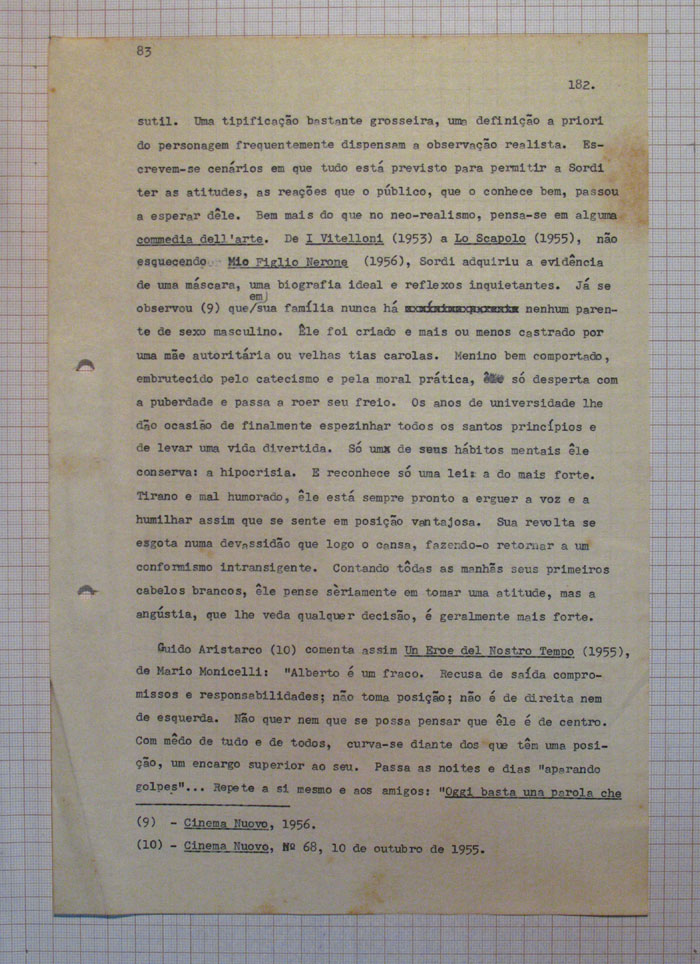 83
182.
sutil. Uma tipificação bastante grosseira, uma definição a priori
do personagem frequentemente dispensam a observação realista. Es-
crevem-se cenários em que tudo está previsto para permitir a Sordi
ter as atitudes, as reações que o público, que o conhece bem, passou
a esperar dêle. Bem mais do que no neo-realismo, pensa-se em alguma
commedia dell'arte. De I Vitelloni (1953) a Lo Scapolo (1955), não
esquecendo Mio Figlio Nerone (1956), Sordi adquiriu a evidência
de uma máscara, uma biografia ideal e reflexos inquietantes. Já se
observou (9) que/em sua família nunca há nenhum paren-
te de sexo masculino. Êle foi criado e mais ou menos castrado por
uma mãe autoritária ou velhas tias carolas. Menino bem comportado,
embrutecido pelo catecismo e pela moral prática, só desperta com
a puberdade e passa a roer seu freio. Os anos de universidade lhe
dão ocasião de finalmente espezinhar todos os santos princípios e
de levar uma vida divertida. Só um de seus hábitos mentais êle
conserva: a hipocrisia. E reconhece só uma lei: a do mais forte.
Tirano e mal humorado, êle está sempre pronto a erguer a voz e a
humilhar assim que se sente em posição vantajosa. Sua revolta se
esgota numa devassidão que logo o cansa, fazendo-o retornar a um
conformismo intransigente. Contando tôdas as manhãs seus primeiros
cabelos brancos, êle pense sèriamente em tomar uma atitude, mas a
angústia, que lhe veda qualquer decisão, é geralmente mais forte.
Guido Aristarco (10) comenta assim Un Eroe del Nostro Tempo (1955),
de Mario Monicelli: "Alberto é um fraco. Recusa de saída compro-
missos e responsabilidades; não toma posição; não é de direita nem
de esquerda. Não quer nem que se possa pensar que êle é de centro.
Com mêdo de tudo e de todos, curva-se diante dos que têm uma posi-
ção, um encargo superior ao seu. Passa as noites e dias "aparando
golpes"... Repete a si mesmo e aos amigos: "Oggi basta una parola che
(9) - Cinema Nuovo, 1956.
(10) - Cinema Nuovo, Nº 68, 10 de outubro de 1955.